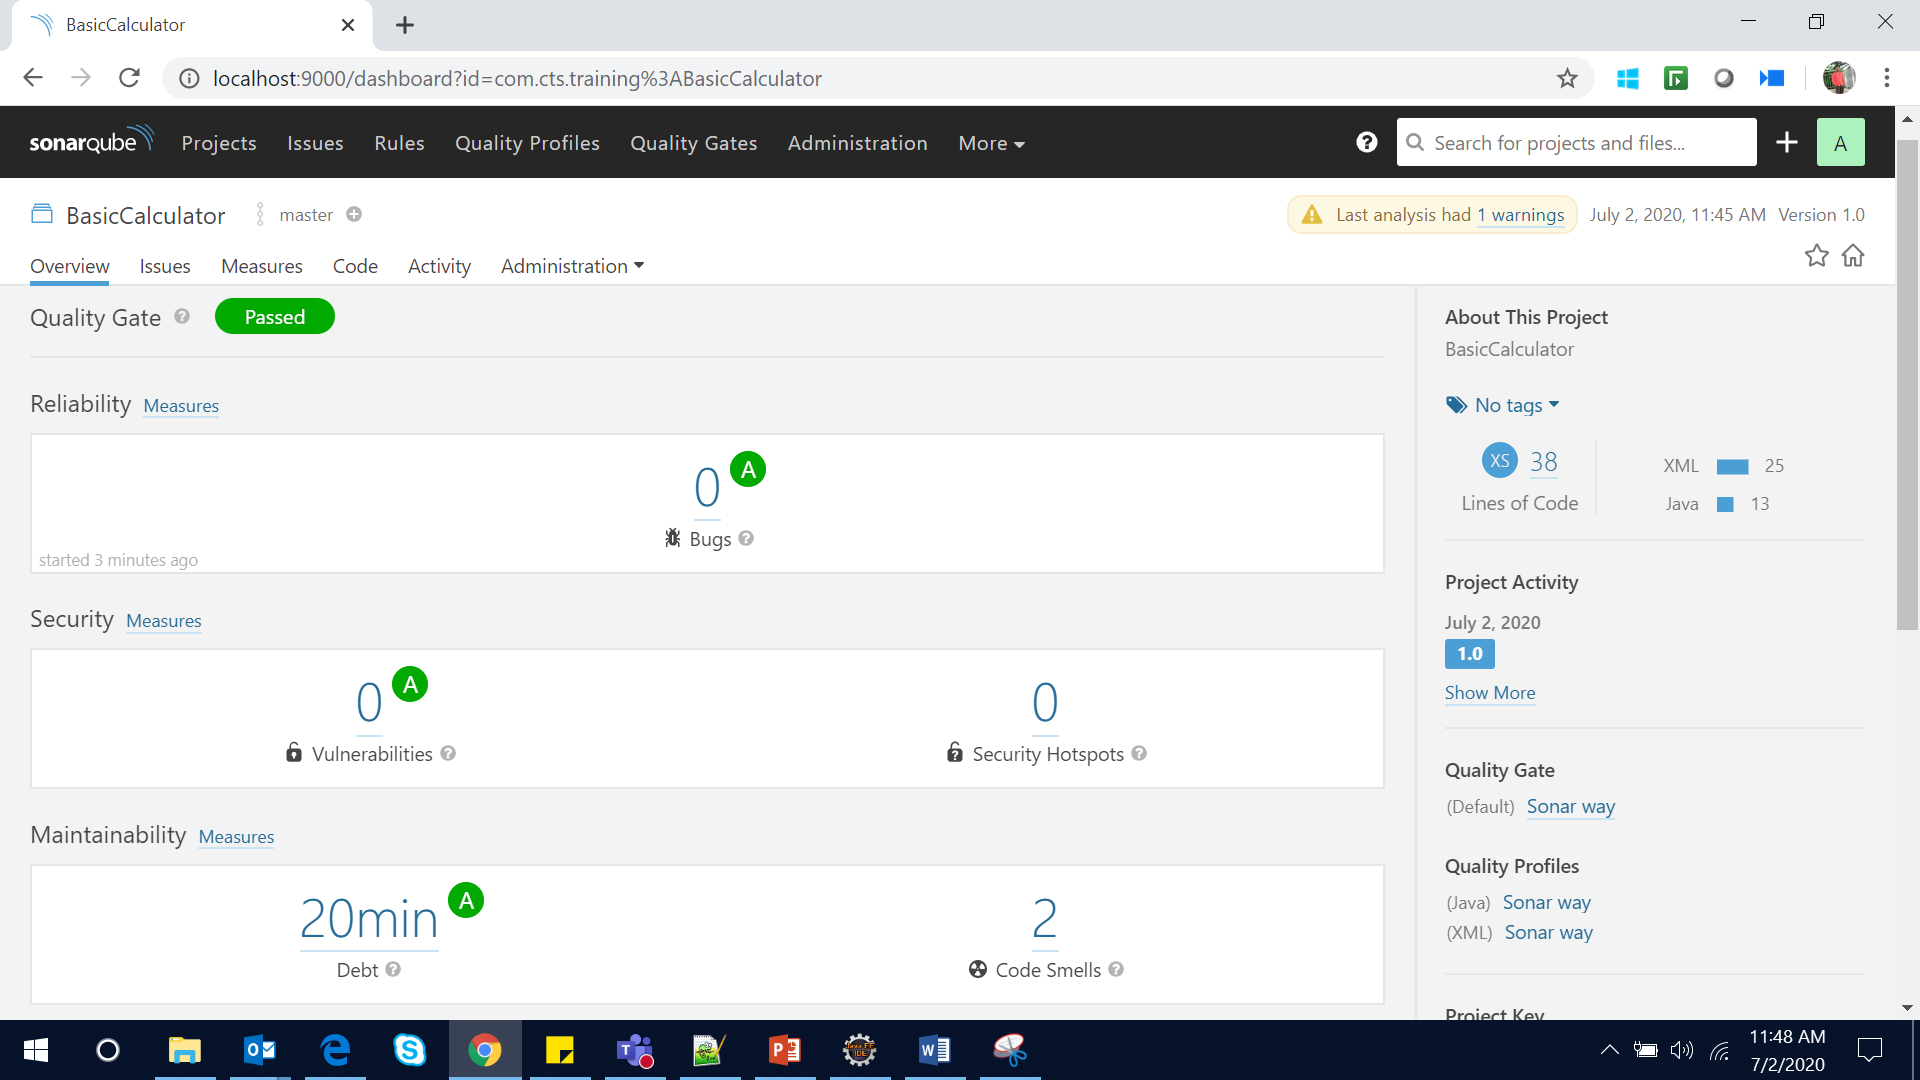 BasicCalculator
localhost:9000/dashboard?id=com.cts.training%3ABasicCalculator
sonarqube Projects Issues Rules Quality Profiles Quality Gates Administration More Search for projects and files... A
BasicCalculator master Last analysis had 1 warnings July 2, 2020, 11:45 AM Version 1.0
Overview Issues Measures Code Activity Administration
Quality Gate Passed
Reliability Measures
0 A
Bugs
started 3 minutes ago
Security Measures
0 A 0
Vulnerabilities Security Hotspots
Maintainability Measures
20min A 2
Debt Code Smells
About This Project
BasicCalculator
No tags
XS 38
Lines of Code
XML 25
Java 13
Project Activity
July 2, 2020
1.0
Show More
Quality Gate
(Default) Sonar way
Quality Profiles
(Java) Sonar way
(XML) Sonar way
Project Key
11:48 AM
7/2/2020